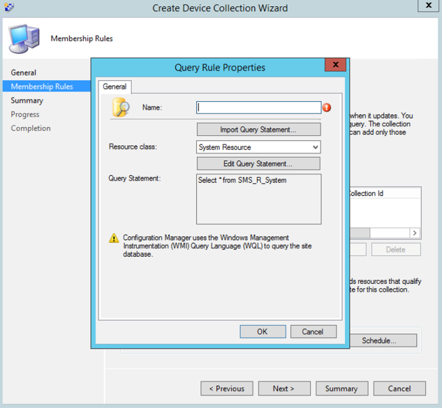 Create Device Collection Wizard
x
Membership Rules
General
Membership Rules
Summary
Progress
Completion
Query Rule Properties
x
General
Name:
Import Query Statement...
Resource class:
System Resource
Edit Query Statement...
Query Statement:
Select * from SMS_R_System
Configuration Manager uses the Windows Management
Instrumentation (WMI) Query Language (WQL) to query the site
database.
OK
Cancel
when it updates. You
query. The collection
can add only those
ollection Id
Delete
ds resources that qualify
te for this collection.
Schedule...
< Previous
Next >
Summary
Cancel